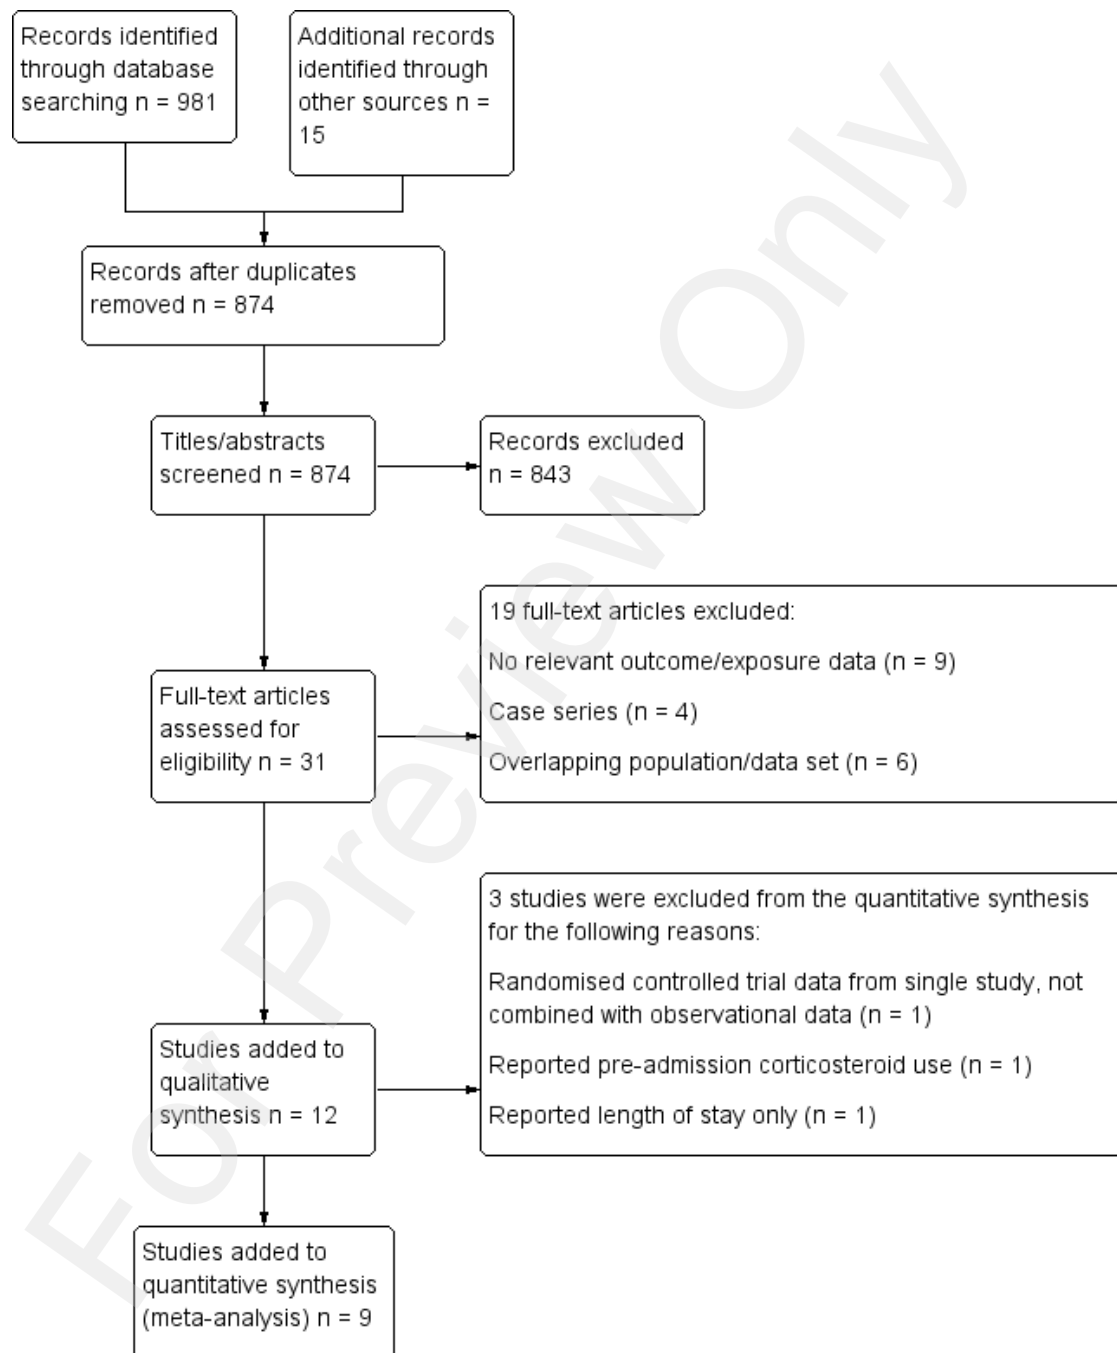 Records identified
through database
searching n = 981
Additional records
identified through
other sources n =
15
Records after duplicates
removed n = 874
Titles/abstracts
screened n = 874
Records excluded
n = 843
Full-text articles
assessed for
eligibility n = 31
19 full-text articles excluded:
No relevant outcome/exposure data (n = 9)
Case series (n = 4)
Overlapping population/data set (n = 6)
Studies added to
qualitative
synthesis n = 12
3 studies were excluded from the quantitative synthesis
for the following reasons:
Randomised controlled trial data from single study, not
combined with observational data (n = 1)
Reported pre-admission corticosteroid use (n = 1)
Reported length of stay only (n = 1)
Studies added to
quantitative synthesis
(meta-analysis) n = 9
For Preview Only